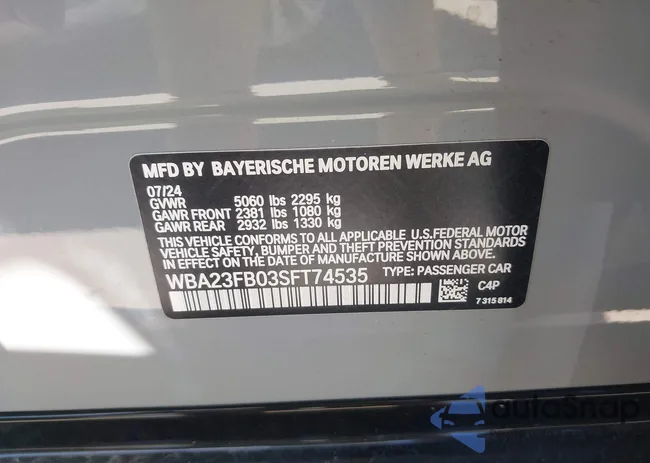 MFD BY BAYERISCHE MOTOREN WERKE AG
07/24
GVWR 5060 lbs 2295 kg
GAWR FRONT 2381 lbs 1080 kg
GAWR REAR 2932 lbs 1330 kg
THIS VEHICLE CONFORMS TO ALL APPLICABLE U.S.FEDERAL MOTOR
VEHICLE SAFETY, BUMPER AND THEFT PREVENTION STANDARDS
IN EFFECT ON THE DATE OF MANUFACTURE SHOWN ABOVE.
WBA23FB03SFT74535 TYPE: PASSENGER CAR
C4P
7 315 814
autoSnap